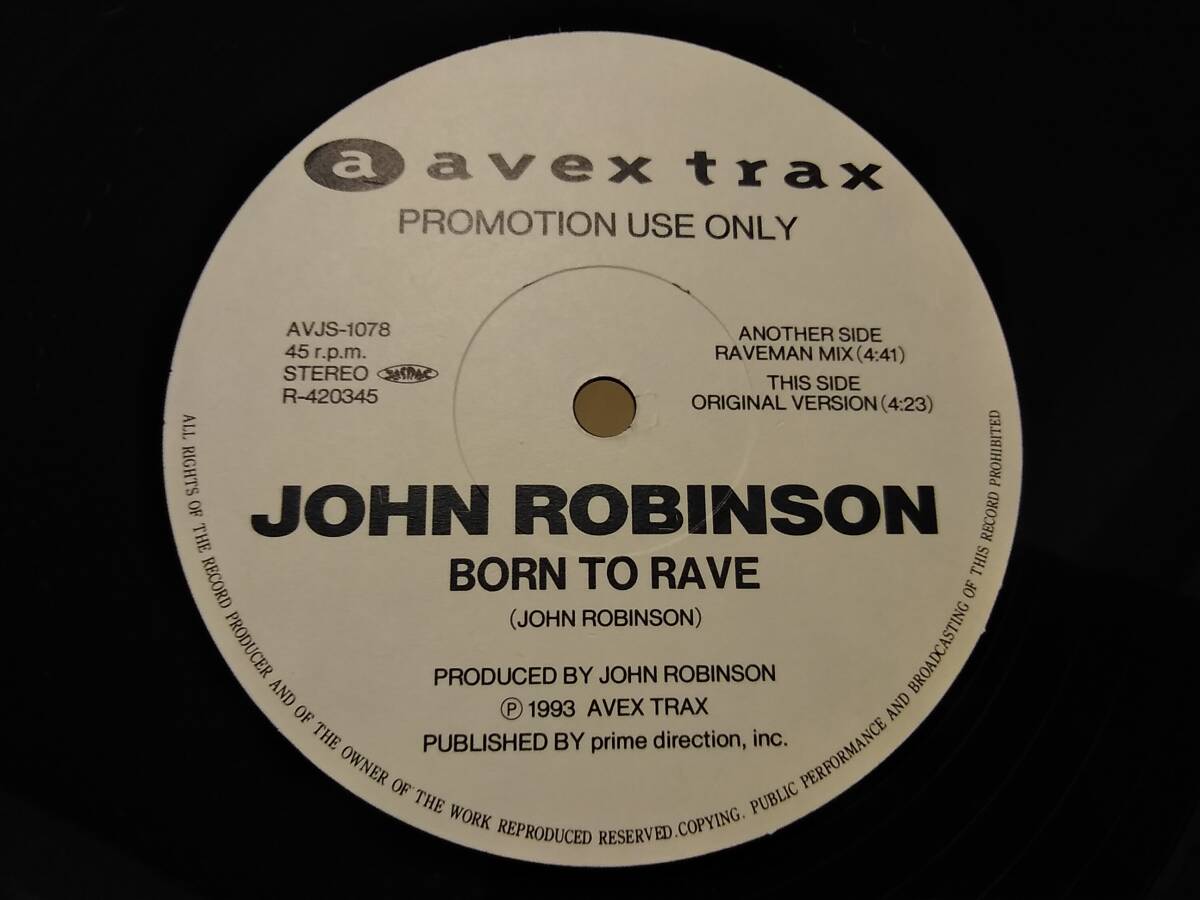 a avex trax
PROMOTION USE ONLY
AVJS-1078
45 r.p.m.
STEREO
R-420345
ANOTHER SIDE
RAVEMAN MIX (4:41)
THIS SIDE
ORIGINAL VERSION (4:23)
JOHN ROBINSON
BORN TO RAVE
(JOHN ROBINSON)
PRODUCED BY JOHN ROBINSON
Ⓟ 1993 AVEX TRAX
PUBLISHED BY prime direction, inc.
ALL RIGHTS OF THE RECORD PRODUCER AND OF THE OWNER OF THE WORK REPRODUCED RESERVED. COPYING, PUBLIC PERFORMANCE AND BROADCASTING OF THIS RECORD PROHIBITED